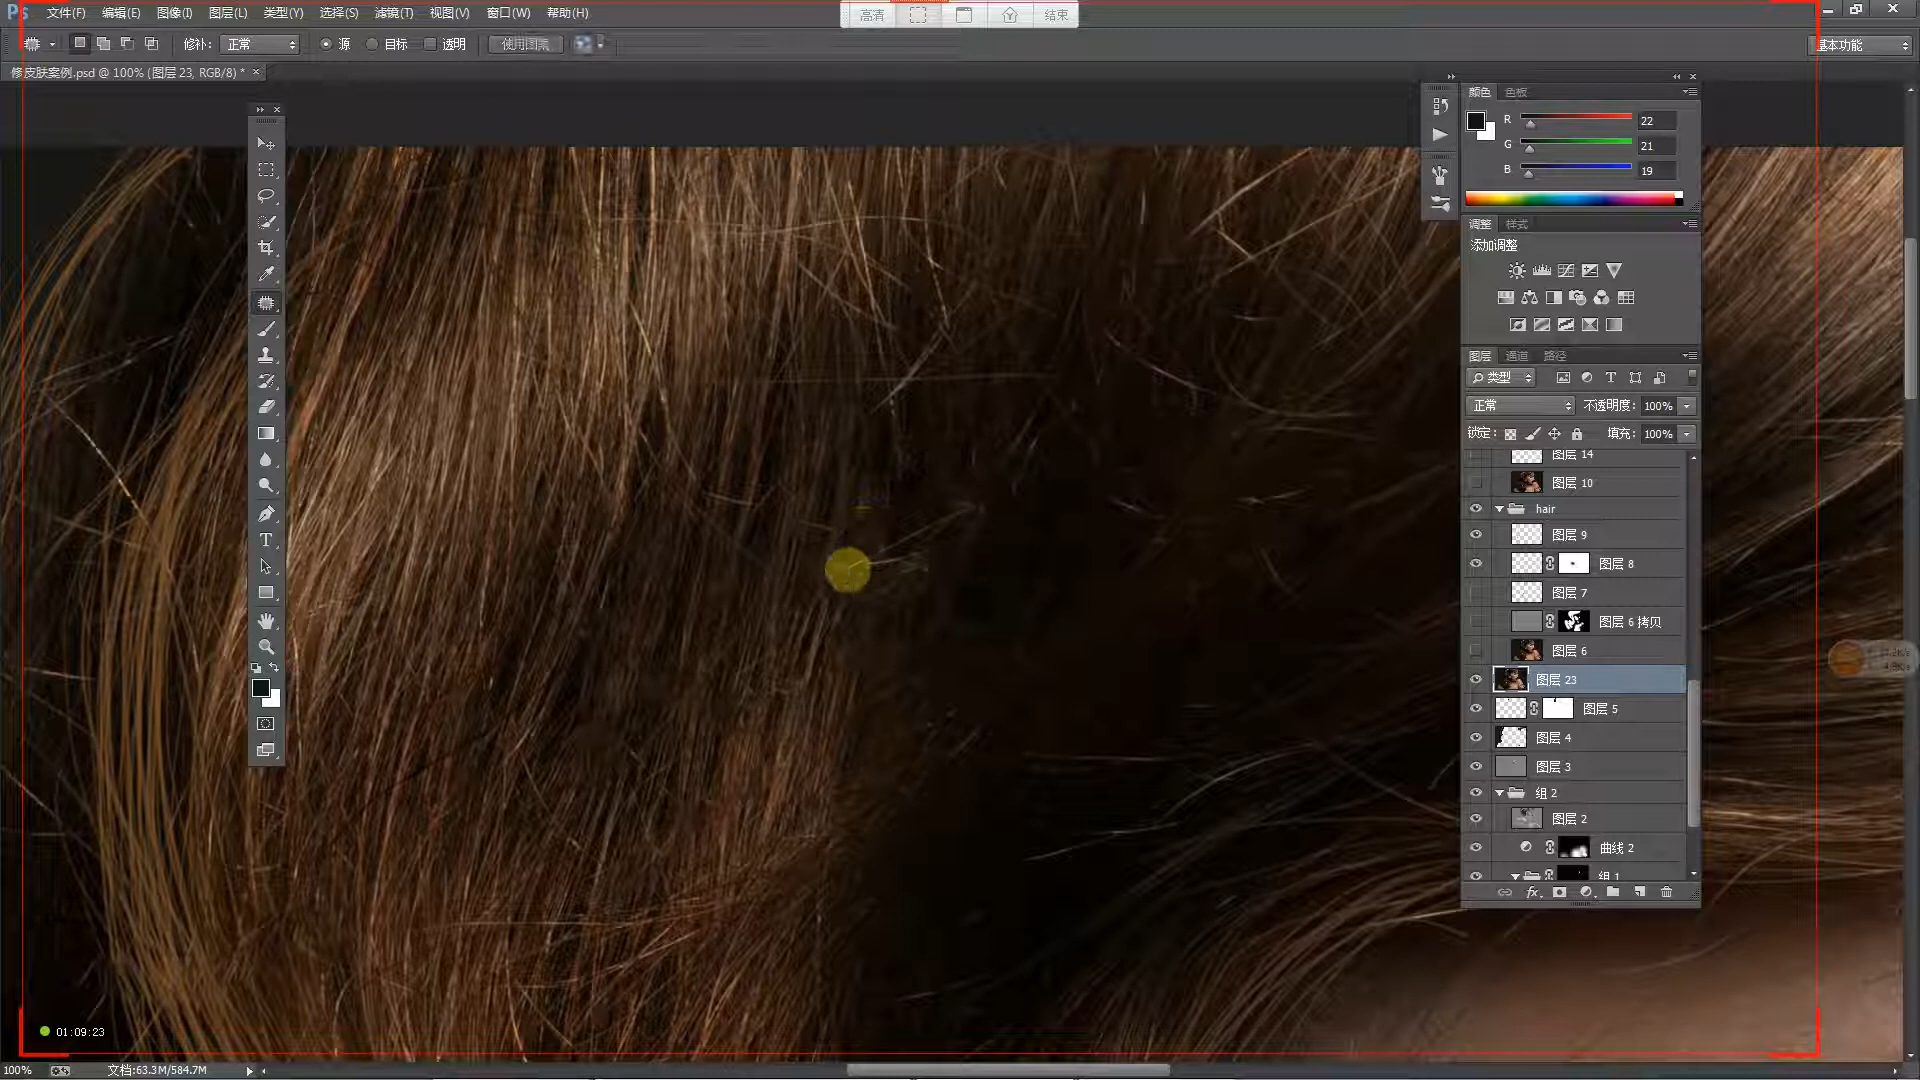 Ps 文件(F) 编辑(E) 图像(I) 图层(L) 类型(Y) 选择(S) 滤镜(T) 视图(V) 窗口(W) 帮助(H)
高清 结束
修补: 正常 源 目标 透明 使用图案 基本功能
修皮肤案例.psd @ 100% (图层 23, RGB/8) * ×
颜色 色板
R 22
G 21
B 19
调整 样式
添加调整
图层 通道 路径
类型
正常 不透明度: 100%
锁定: 填充: 100%
图层 14
图层 10
hair
图层 9
图层 8
图层 7
图层 6 拷贝
图层 6
图层 23
图层 5
图层 4
图层 3
组 2
图层 2
曲线 2
组 1
01:09:23
100% 文档:63.3M/584.7M